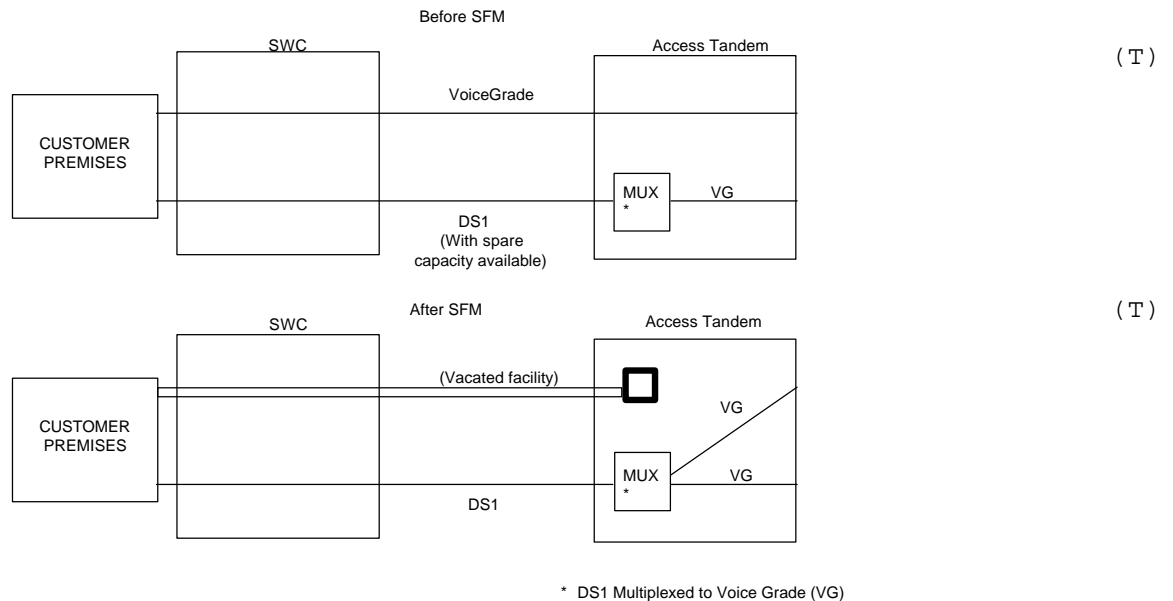 Before SFM
SWC
Access Tandem
(T)
VoiceGrade
CUSTOMER
PREMISES
MUX
*
VG
DS1
(With spare
capacity available)
After SFM
(T)
SWC
Access Tandem
(Vacated facility)
VG
CUSTOMER
PREMISES
MUX
*
VG
DS1
* DS1 Multiplexed to Voice Grade (VG)